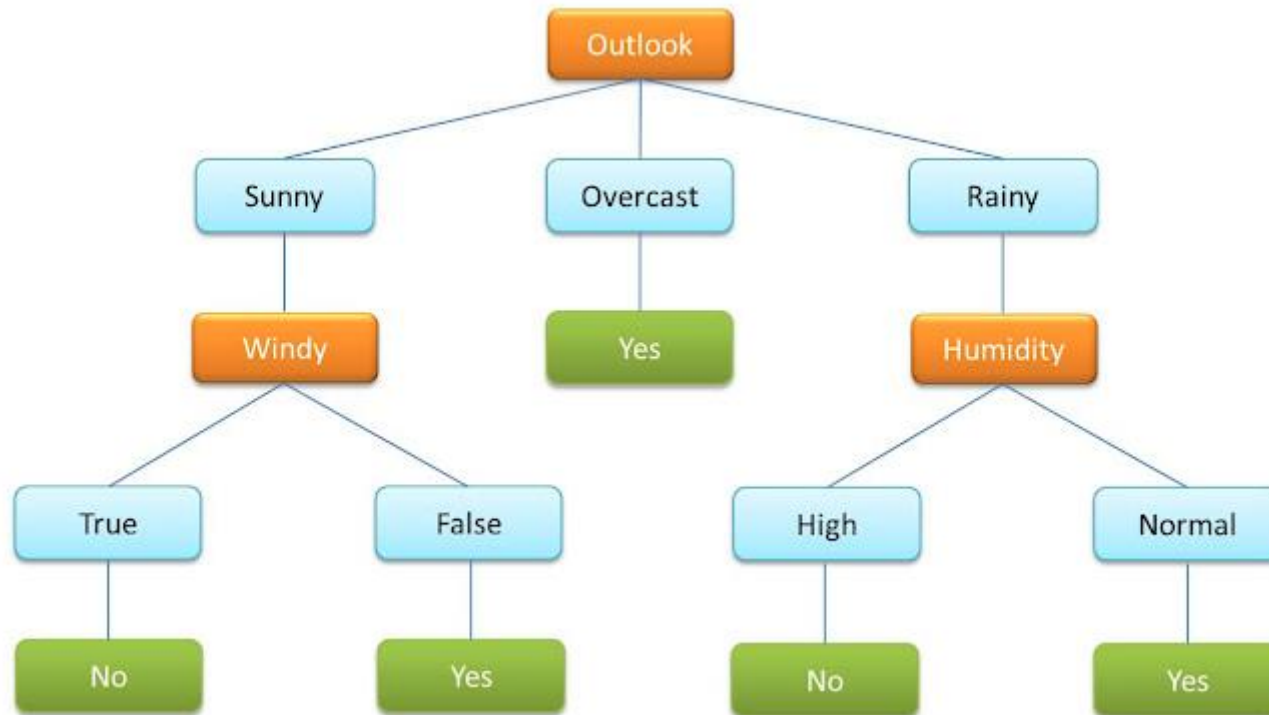 Outlook
Sunny
Overcast
Rainy
Windy
Yes
Humidity
True
False
High
Normal
No
Yes
No
Yes